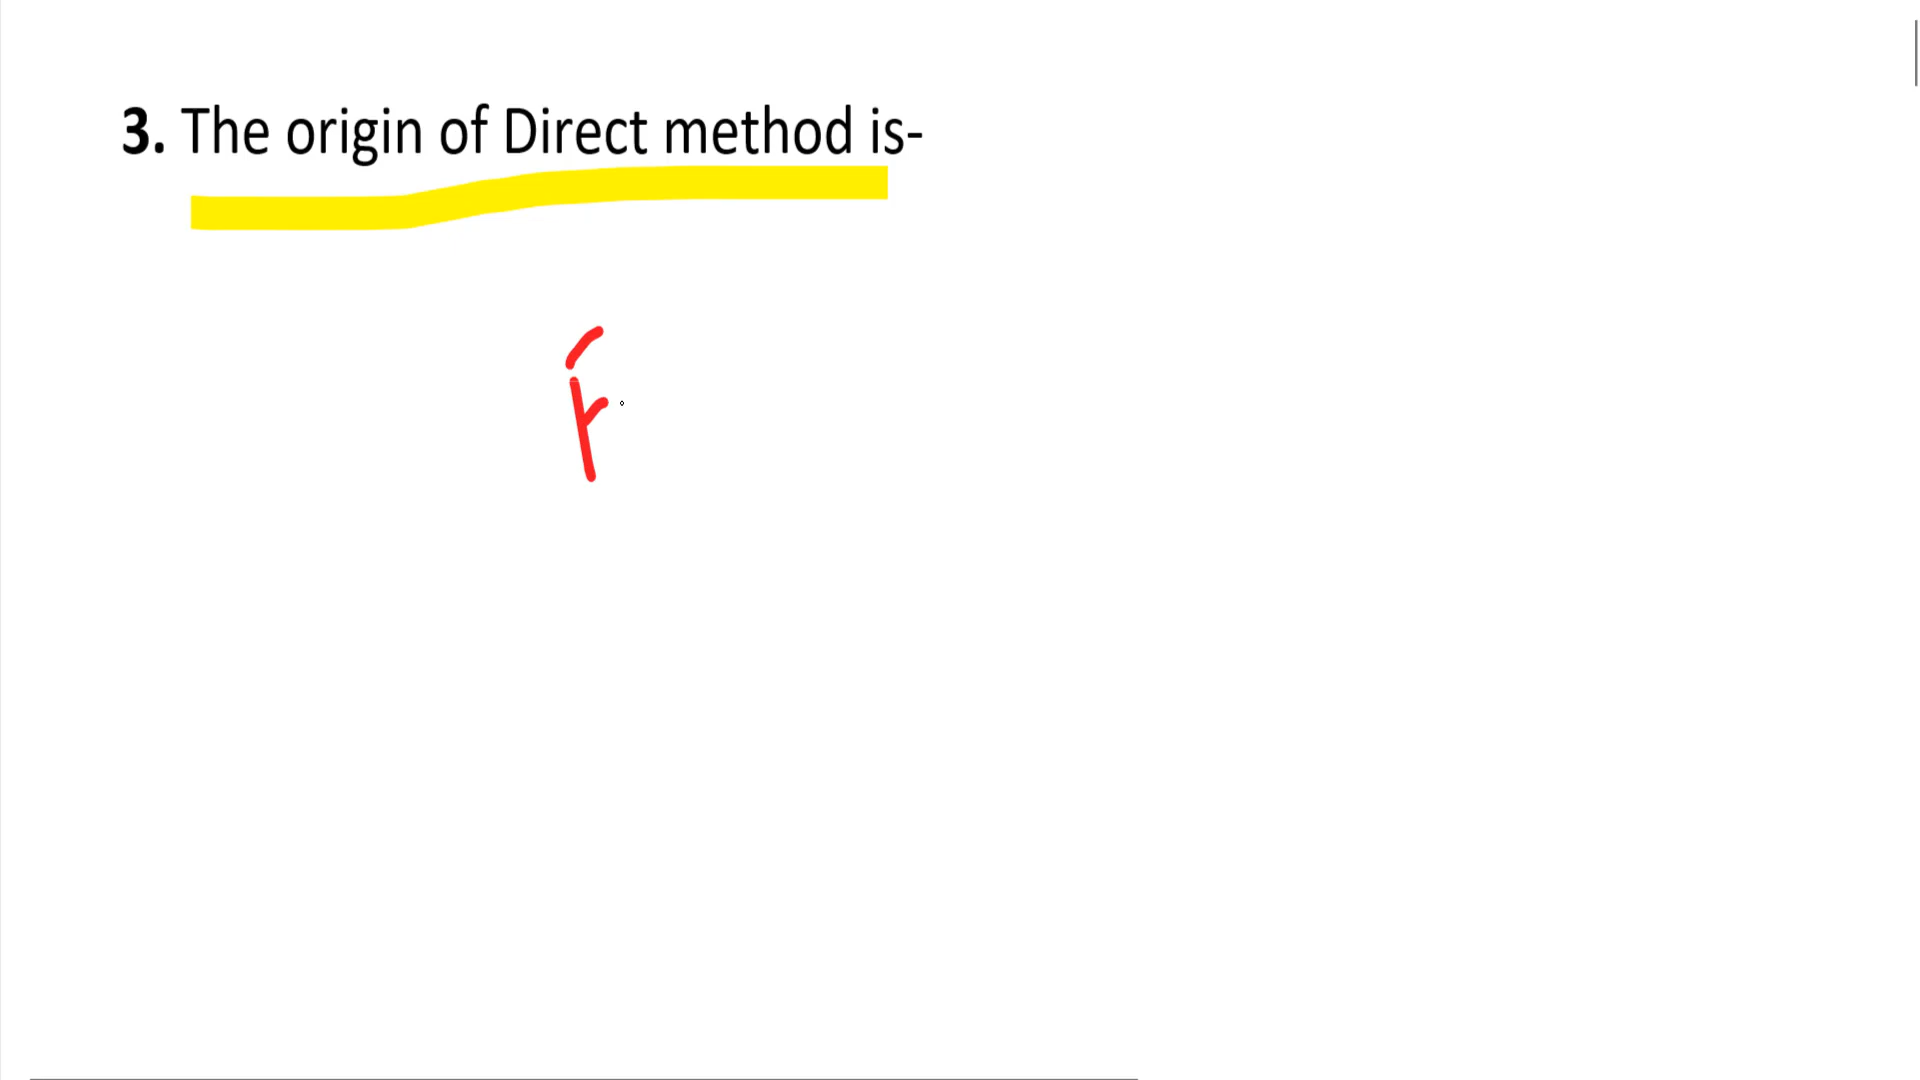 3. The origin of Direct method is-